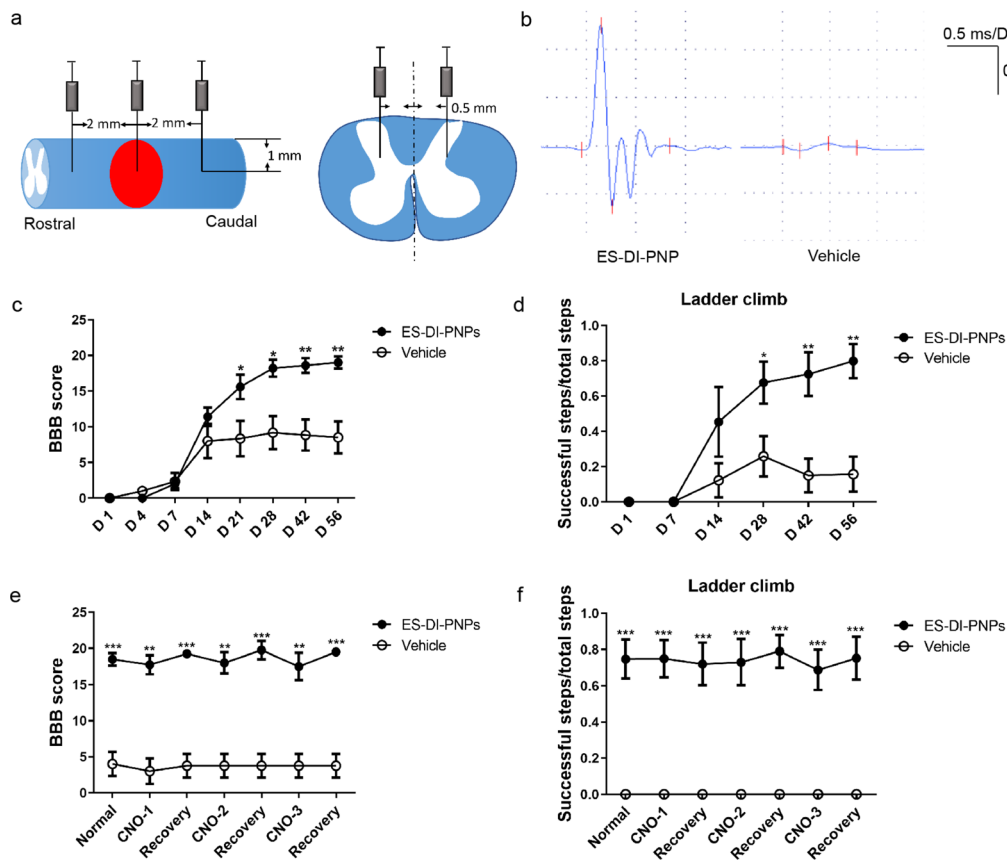 a
2 mm
2 mm
1 mm
Rostral
Caudal
0.5 mm
b
0.5 ms/D
ES-DI-PNP
Vehicle
c
BBB score
25
20
15
10
5
0
* * ** **
ES-DI-PNPs
Vehicle
D 1
D 4
D 7
D 14
D 21
D 28
D 42
D 56
d
Ladder climb
Successful steps/total steps
1.0
0.8
0.6
0.4
0.2
0.0
* ** **
ES-DI-PNPs
Vehicle
D 1
D 7
D 14
D 28
D 42
D 56
e
BBB score
25
20
15
10
5
0
*** ** *** ** *** ** ***
ES-DI-PNPs
Vehicle
Normal
CNO-1
Recovery
CNO-2
Recovery
CNO-3
Recovery
f
Ladder climb
Successful steps/total steps
1.0
0.8
0.6
0.4
0.2
0.0
*** *** *** *** *** *** ***
ES-DI-PNPs
Vehicle
Normal
CNO-1
Recovery
CNO-2
Recovery
CNO-3
Recovery